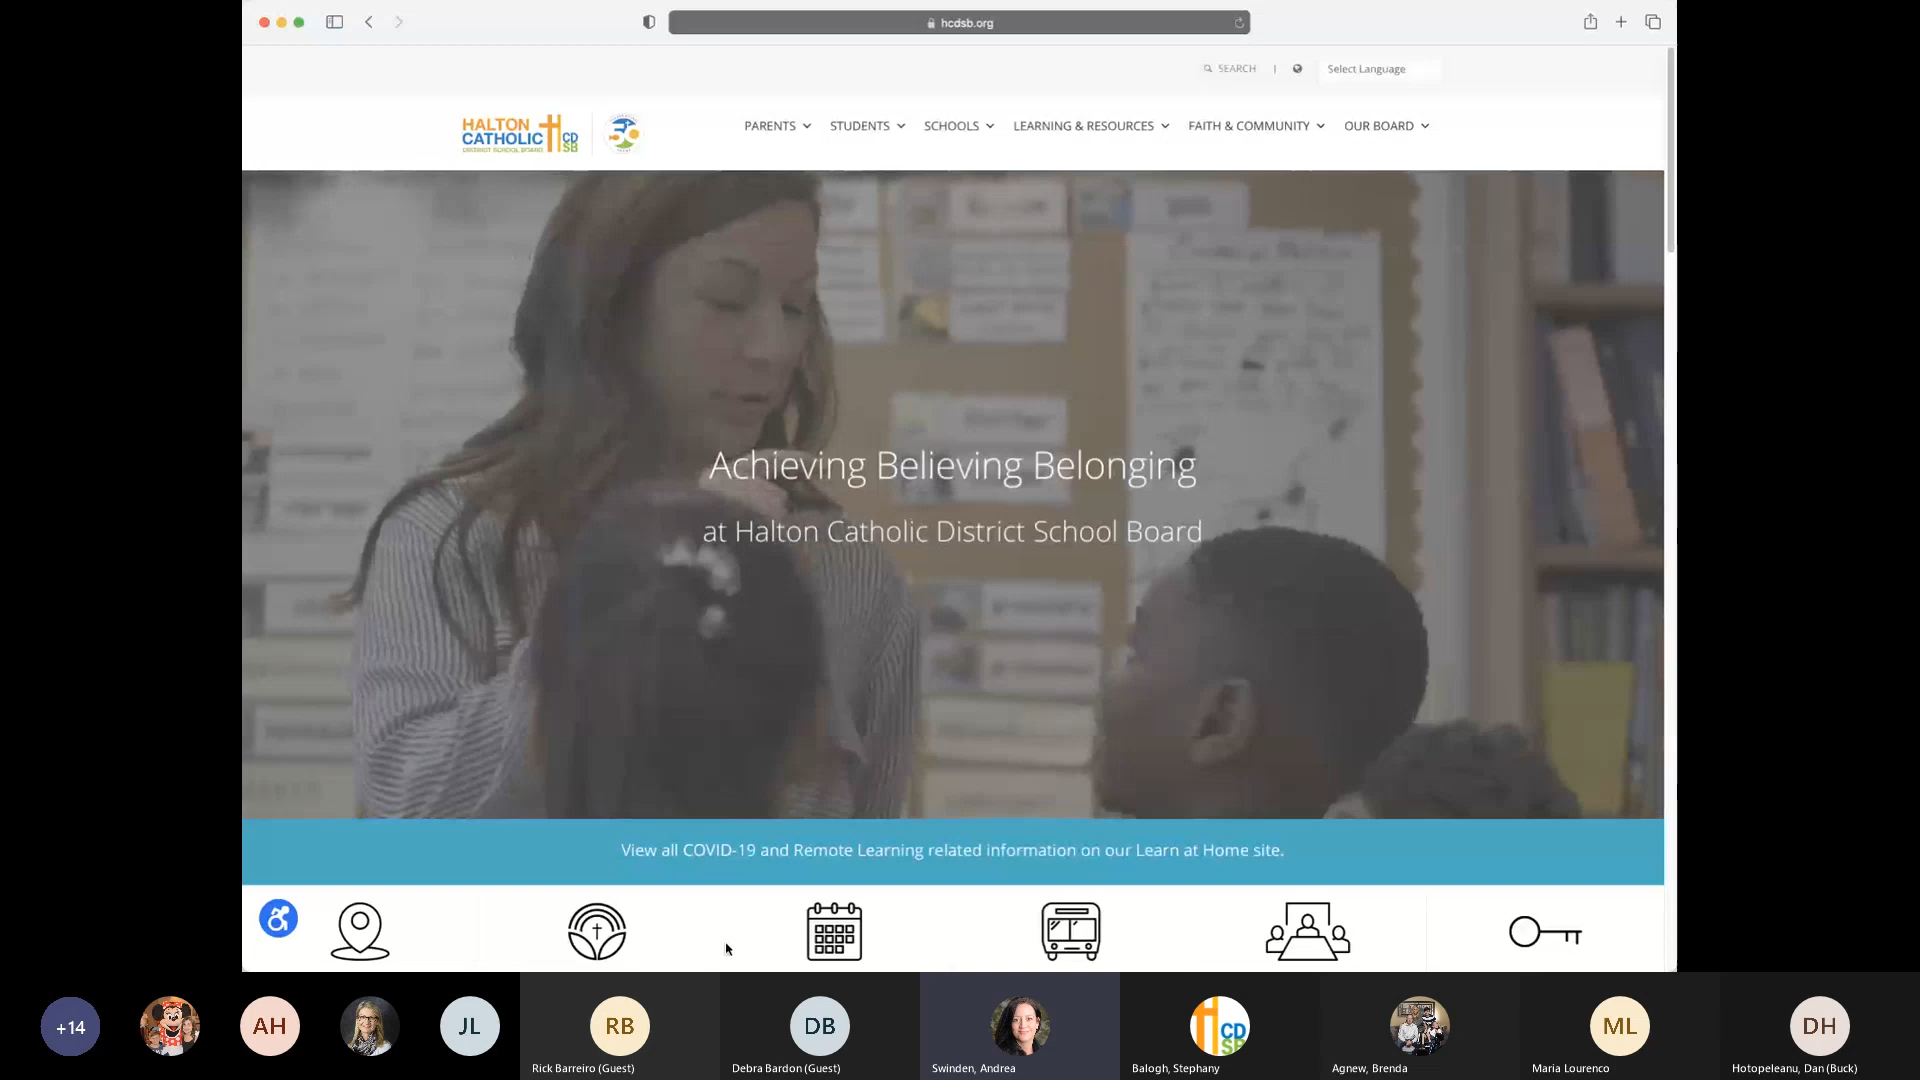 hcdsb.org
SEARCH | Select Language
HALTON
CATHOLIC
DISTRICT SCHOOL BOARD
CD
SB
PARENTS STUDENTS SCHOOLS LEARNING & RESOURCES FAITH & COMMUNITY OUR BOARD
Achieving Believing Belonging
at Halton Catholic District School Board
View all COVID-19 and Remote Learning related information on our Learn at Home site.
+14
AH
JL
RB
Rick Barreiro (Guest)
DB
Debra Bardon (Guest)
Swinden, Andrea
CD
SB
Balogh, Stephany
Agnew, Brenda
ML
Maria Lourenco
DH
Hotopeleanu, Dan (Buck)